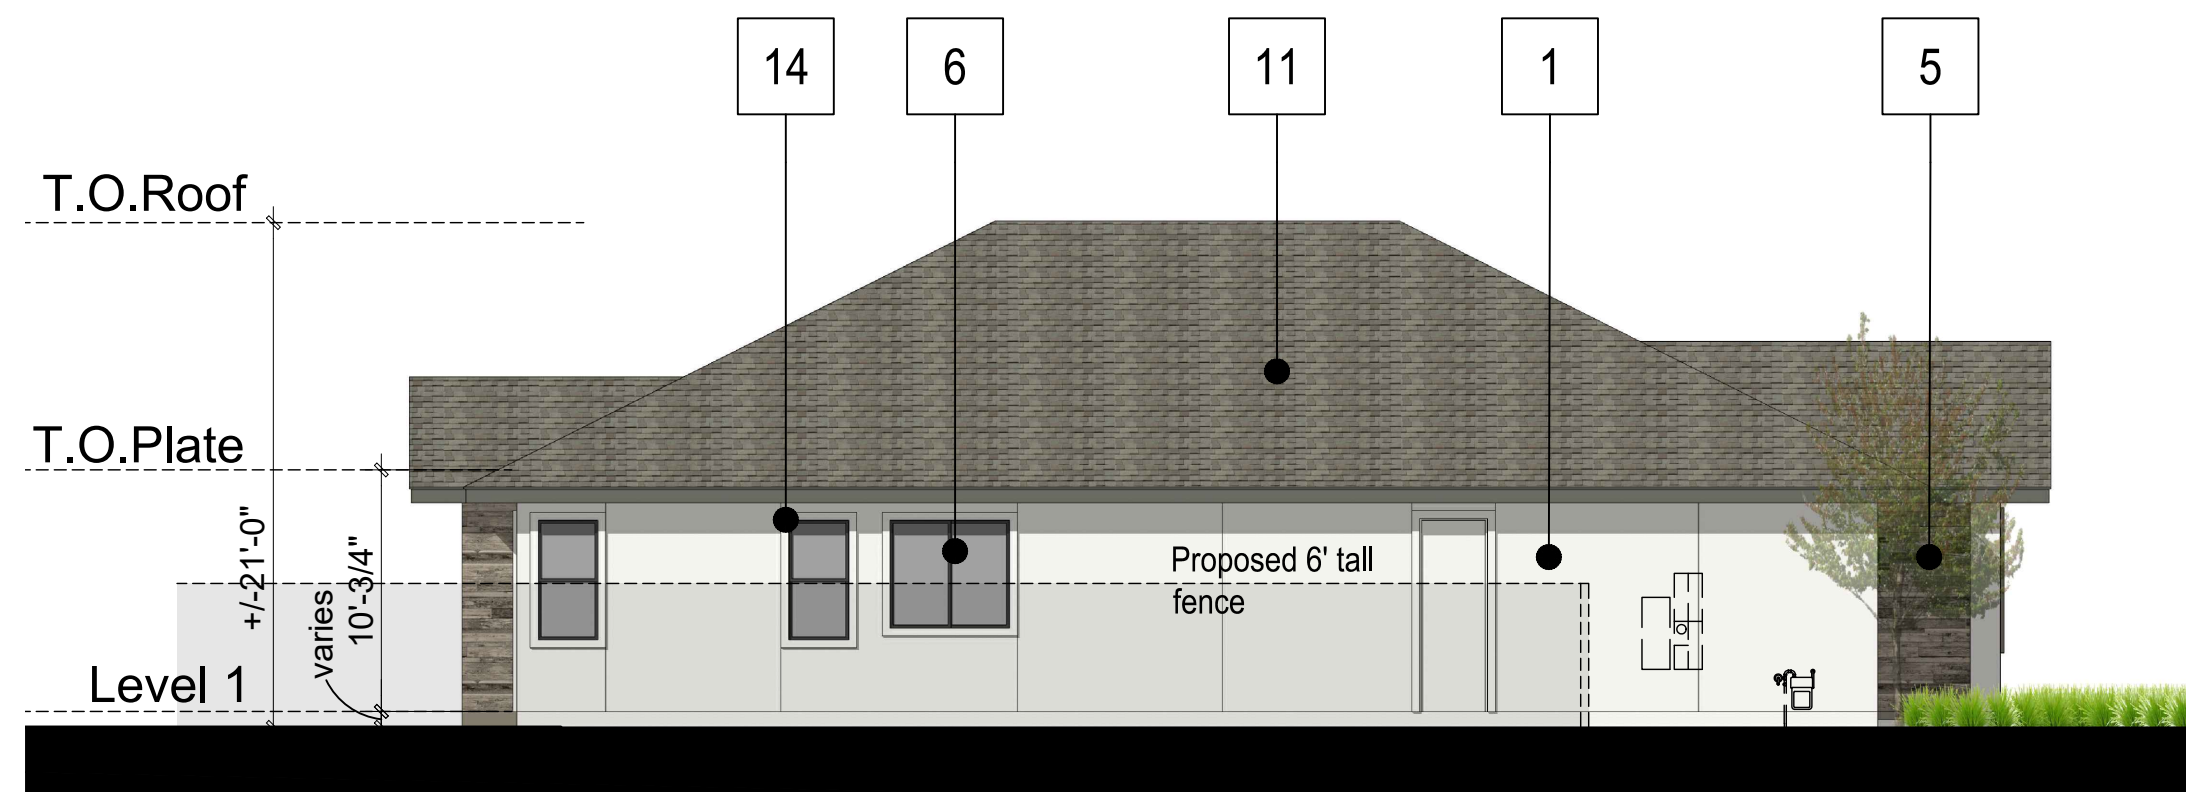 14
6
11
1
5
T.O.Roof
T.O.Plate
+/-21'-0"
varies
10'-3/4"
Level 1
Proposed 6' tall
fence